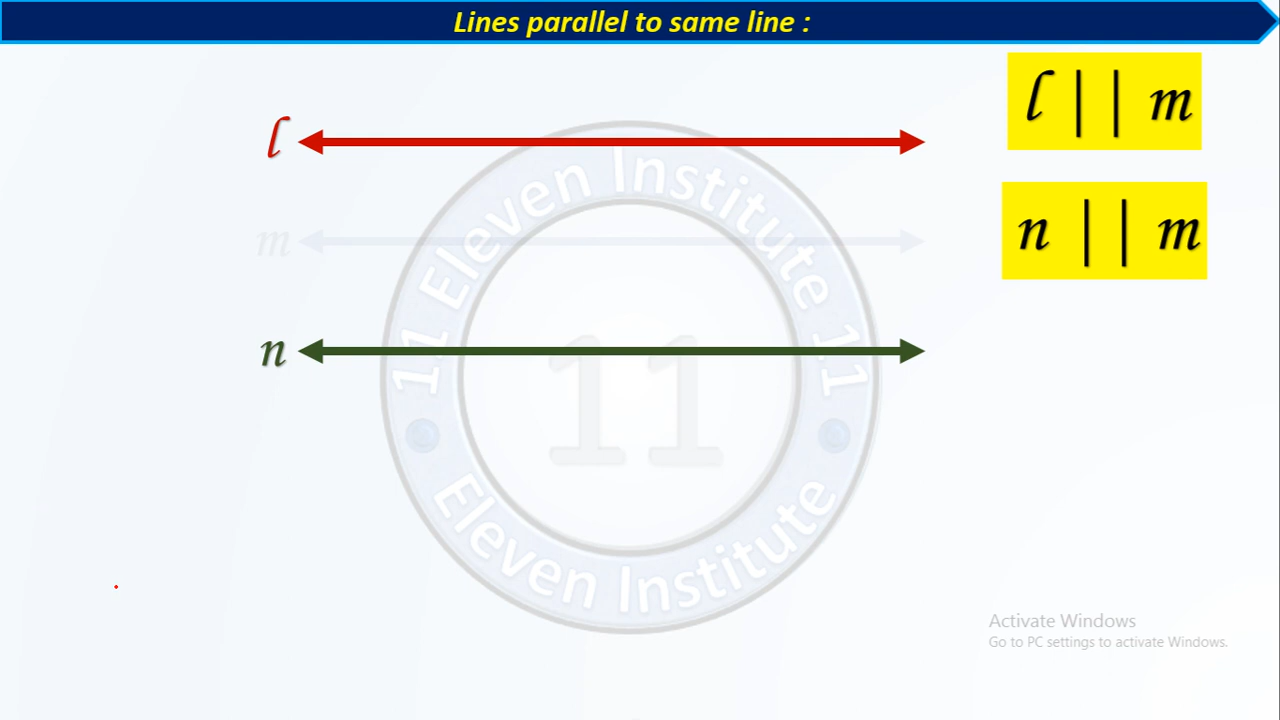 Lines parallel to same line :
l || m
l
m
n || m
n
11 Eleven Institute 11
11
Eleven Institute
Activate Windows
Go to PC settings to activate Windows.